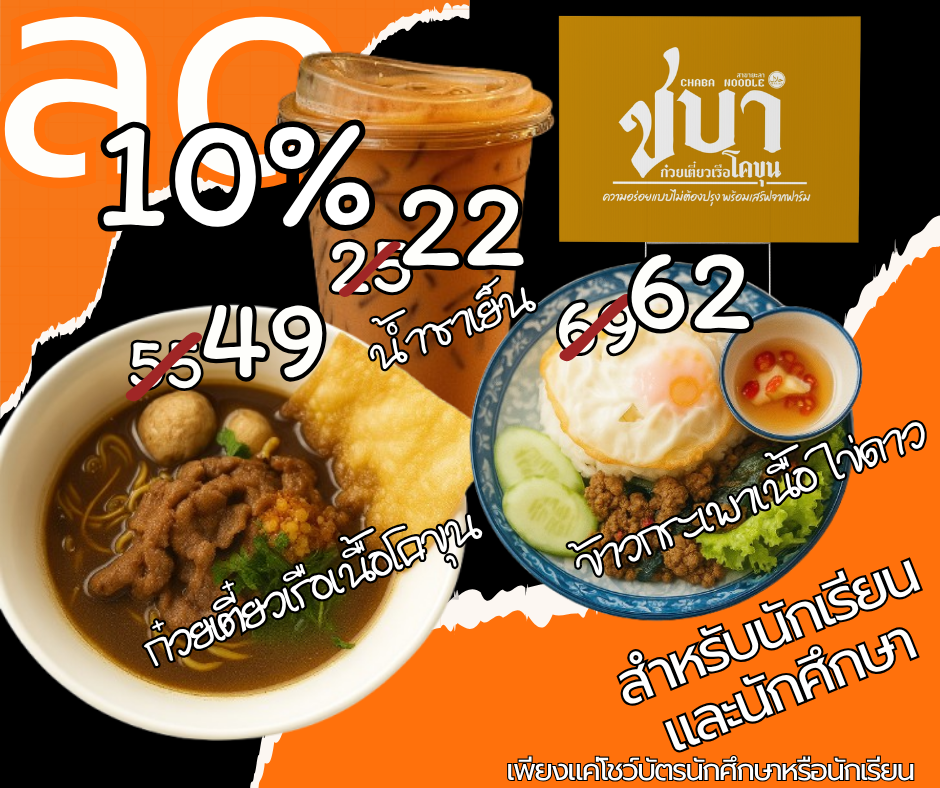 ลด
10%
สาขายะลา
CHABA NOODLE
ชบา
ก๋วยเตี๋ยวเรือโคขุน
ความอร่อยแบบไม่ต้องปรุง พร้อมเสิร์ฟจากฟาร์ม
25 22
น้ำชาเย็น
69 62
55 49
ข้าวกระเพาเนื้อ ไข่ดาว
ก๋วยเตี๋ยวเรือเนื้อโคขุน
สำหรับนักเรียน
และนักศึกษา
เพียงแค่โชว์บัตรนักศึกษาหรือนักเรียน